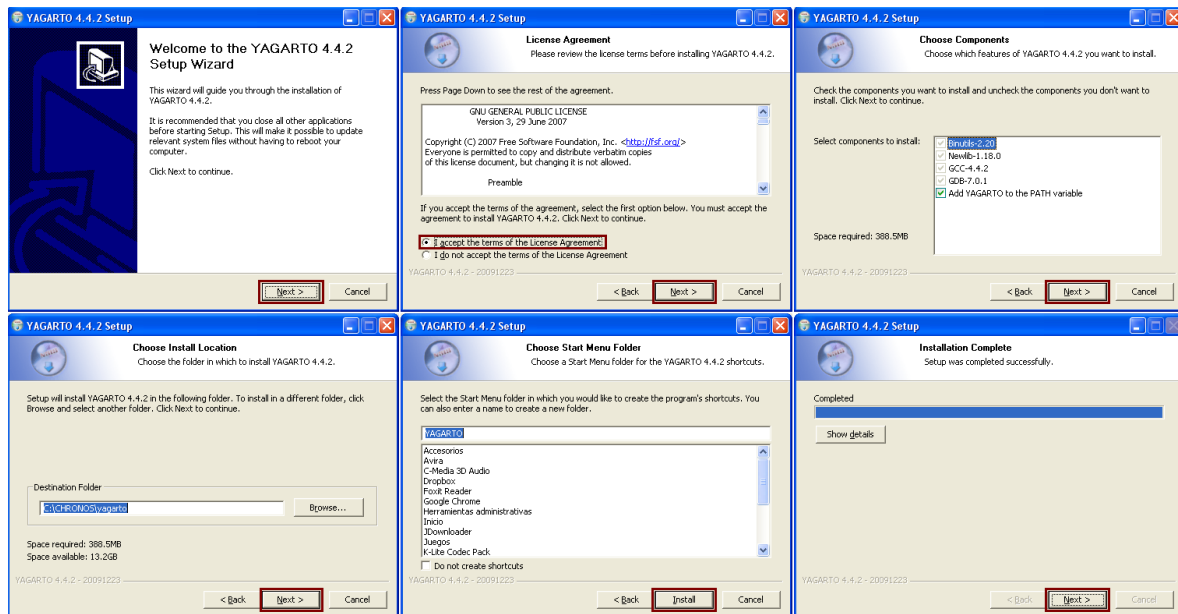 YAGARTO 4.4.2 Setup
Welcome to the YAGARTO 4.4.2
Setup Wizard
This wizard will guide you through the installation of
YAGARTO 4.4.2.
It is recommended that you close all other applications
before starting Setup. This will make it possible to update
relevant system files without having to reboot your
computer.
Click Next to continue.
Next >
Cancel
YAGARTO 4.4.2 Setup
License Agreement
Please review the license terms before installing YAGARTO 4.4.2.
Press Page Down to see the rest of the agreement.
GNU GENERAL PUBLIC LICENSE
Version 3, 29 June 2007
Copyright (C) 2007 Free Software Foundation, Inc. <http://fsf.org/>
Everyone is permitted to copy and distribute verbatim copies
of this license document, but changing it is not allowed.
Preamble
If you accept the terms of the agreement, select the first option below. You must accept the
agreement to install YAGARTO 4.4.2. Click Next to continue.
I accept the terms of the License Agreement
I do not accept the terms of the License Agreement
YAGARTO 4.4.2 - 20091223
< Back
Next >
Cancel
YAGARTO 4.4.2 Setup
Choose Components
Choose which features of YAGARTO 4.4.2 you want to install.
Check the components you want to install and uncheck the components you don't want to
install. Click Next to continue.
Select components to install:
Binutils-2.20
Newlib-1.18.0
GCC-4.4.2
GDB-7.0.1
Add YAGARTO to the PATH variable
Space required: 388.5MB
YAGARTO 4.4.2 - 20091223
< Back
Next >
Cancel
YAGARTO 4.4.2 Setup
Choose Install Location
Choose the folder in which to install YAGARTO 4.4.2.
Setup will install YAGARTO 4.4.2 in the following folder. To install in a different folder, click
Browse and select another folder. Click Next to continue.
Destination Folder
C:\CHRONOS\yagarto
Browse...
Space required: 388.5MB
Space available: 13.2GB
YAGARTO 4.4.2 - 20091223
< Back
Next >
Cancel
YAGARTO 4.4.2 Setup
Choose Start Menu Folder
Choose a Start Menu folder for the YAGARTO 4.4.2 shortcuts.
Select the Start Menu folder in which you would like to create the program's shortcuts. You
can also enter a name to create a new folder.
YAGARTO
Accesorios
Avira
C-Media 3D Audio
Dropbox
Foxit Reader
Google Chrome
Herramientas administrativas
Inicio
JDownloader
Juegos
K-Lite Codec Pack
Do not create shortcuts
YAGARTO 4.4.2 - 20091223
< Back
Install
Cancel
YAGARTO 4.4.2 Setup
Installation Complete
Setup was completed successfully.
Completed
Show details
YAGARTO 4.4.2 - 20091223
< Back
Next >
Cancel